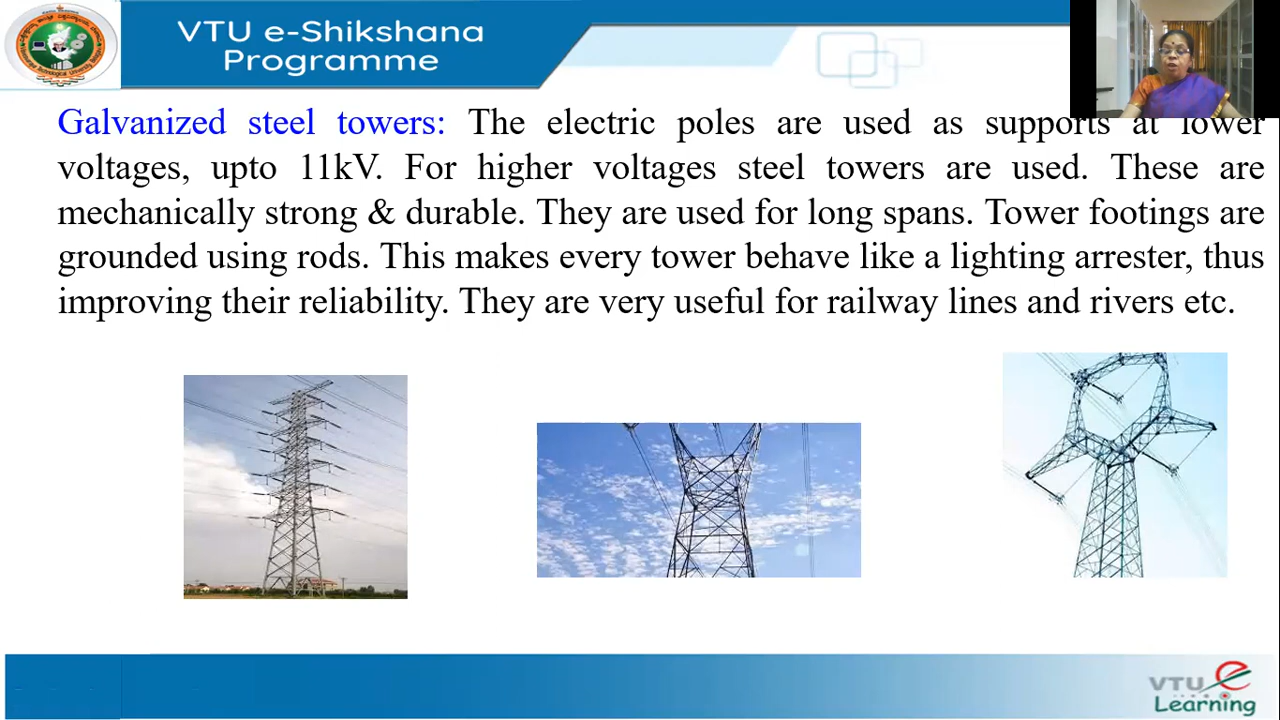 VTU e-Shikshana
Programme
Galvanized steel towers: The electric poles are used as supports at lower
voltages, upto 11kV. For higher voltages steel towers are used. These are
mechanically strong & durable. They are used for long spans. Tower footings are
grounded using rods. This makes every tower behave like a lighting arrester, thus
improving their reliability. They are very useful for railway lines and rivers etc.
VTU e
Learning